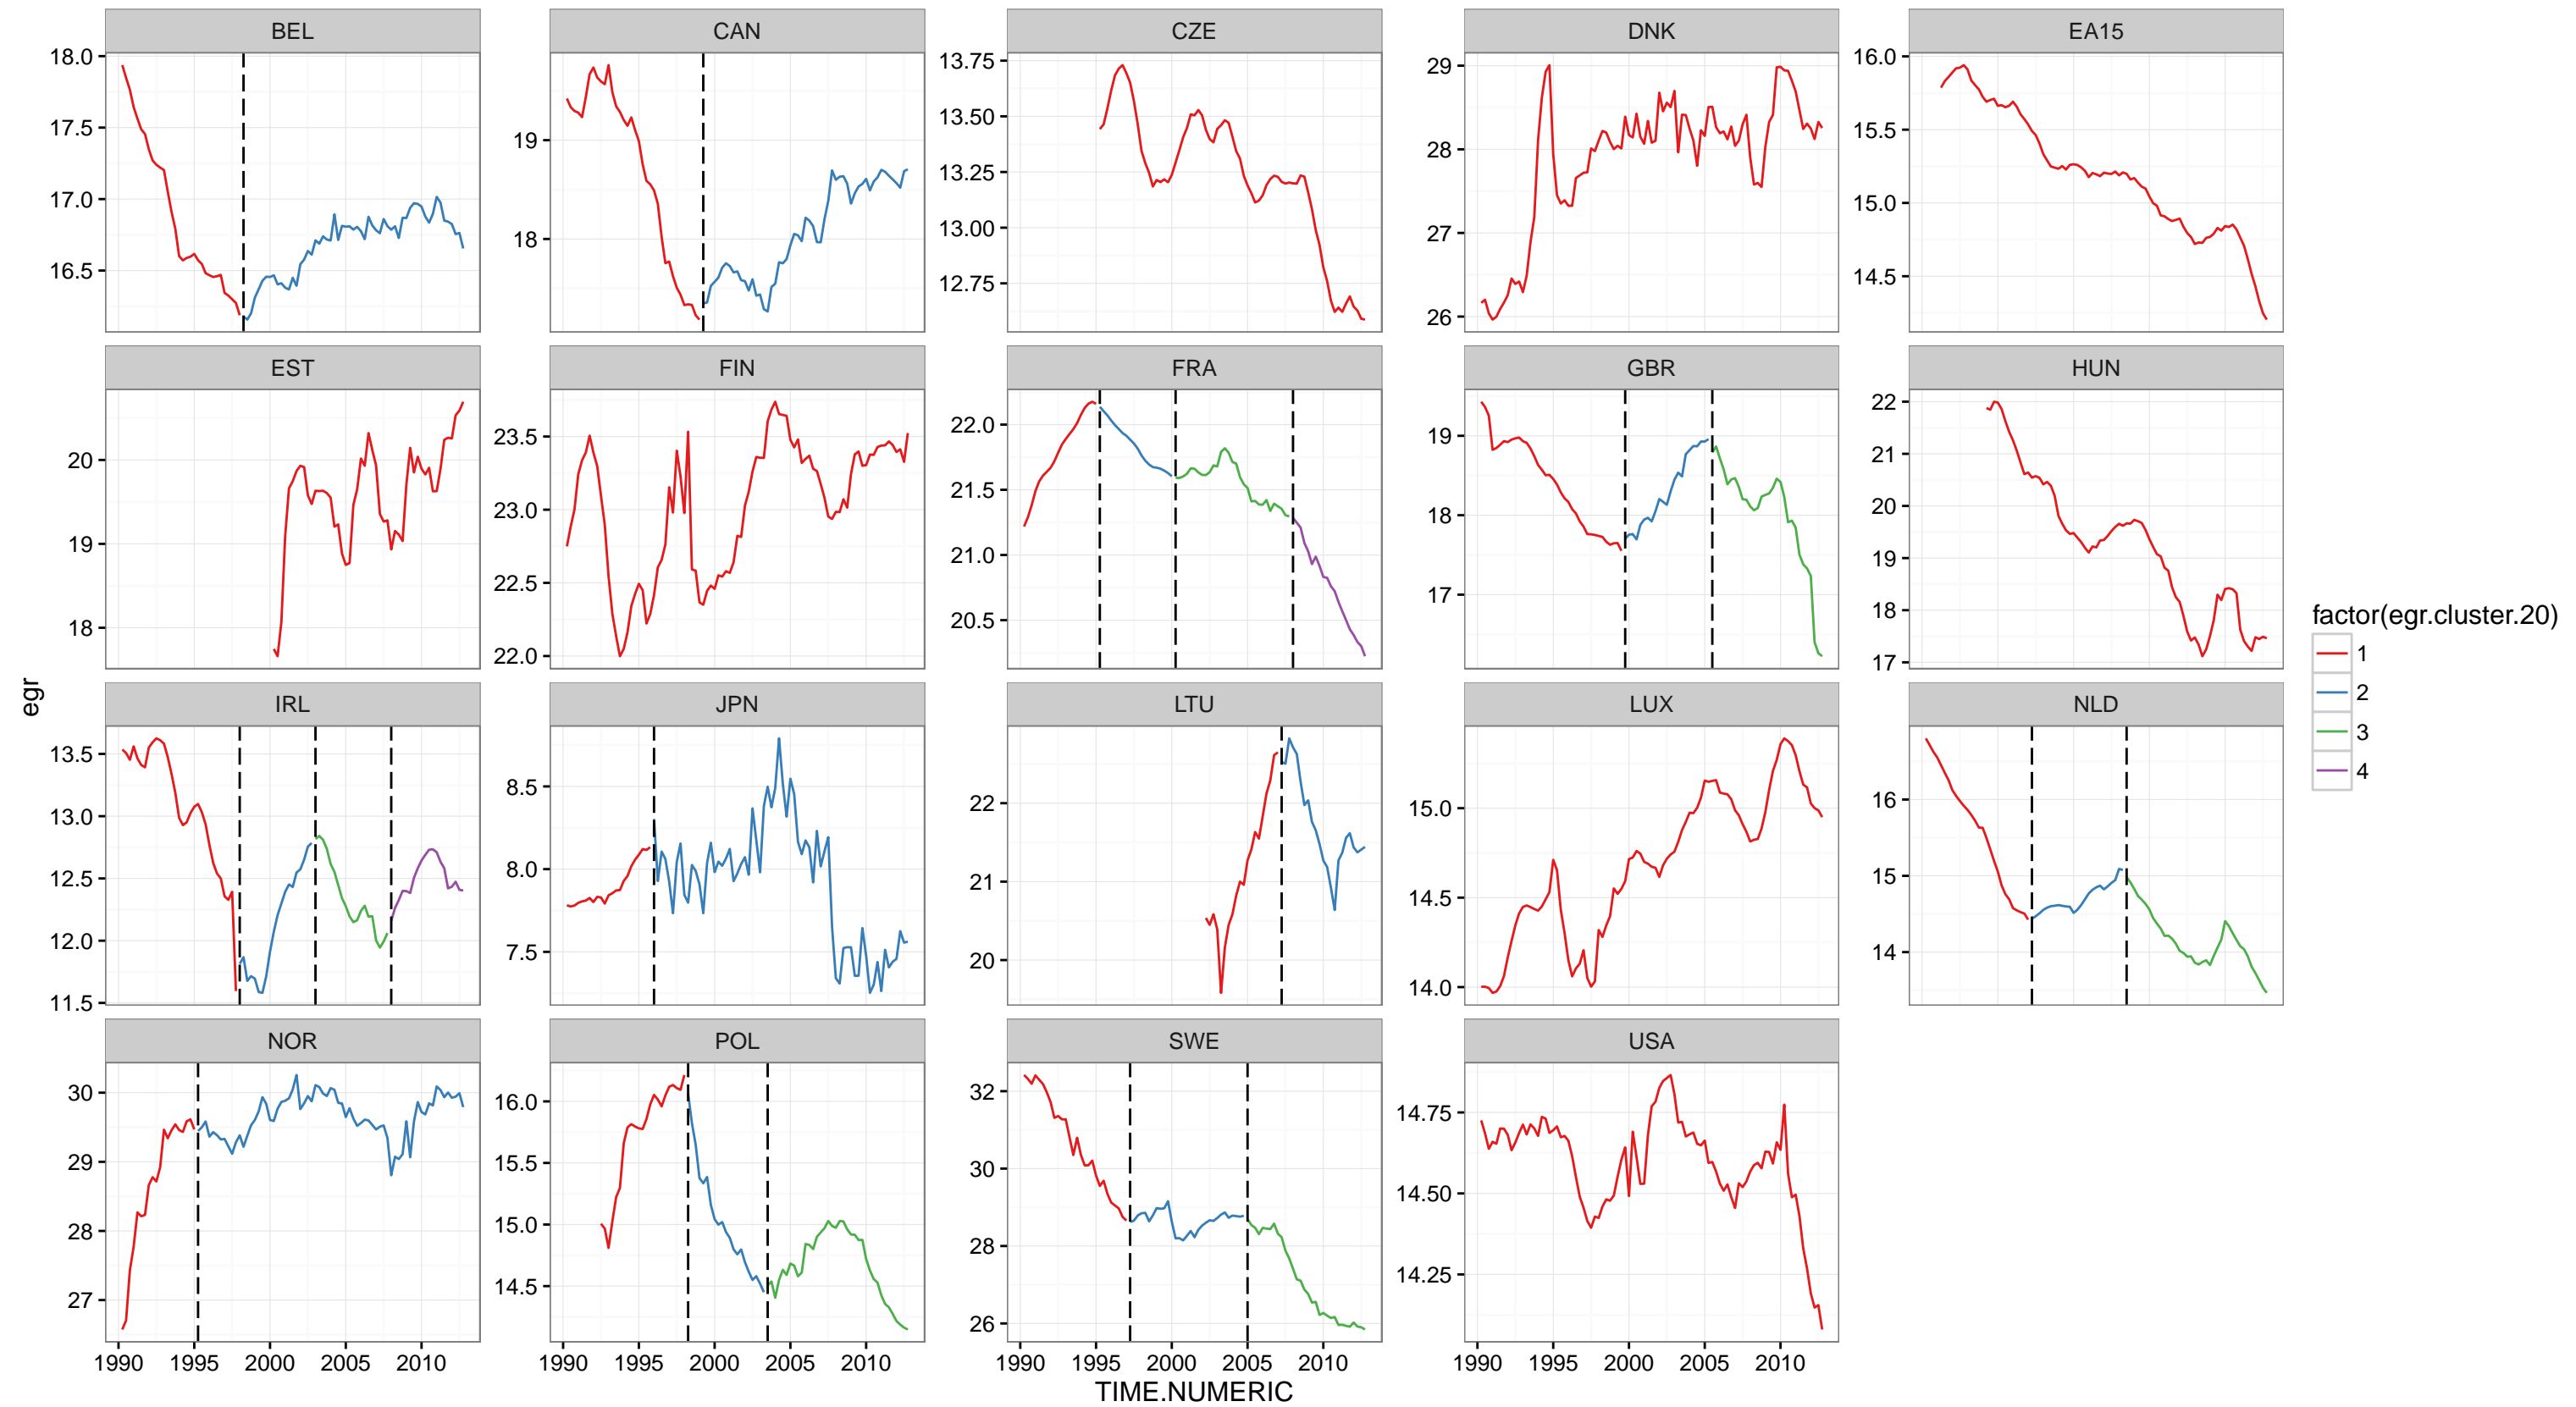 BEL CAN CZE DNK EA15
18.0 17.5 17.0 16.5
19 18
13.75 13.50 13.25 13.00 12.75
29 28 27 26
16.0 15.5 15.0 14.5
EST FIN FRA GBR HUN
20 19 18
23.5 23.0 22.5 22.0
22.0 21.5 21.0 20.5
19 18 17
22 21 20 19 18 17
egr
IRL JPN LTU LUX NLD
13.5 13.0 12.5 12.0 11.5
8.5 8.0 7.5
22 21 20
15.0 14.5 14.0
16 15 14
NOR POL SWE USA
30 29 28 27
16.0 15.5 15.0 14.5
32 30 28 26
14.75 14.50 14.25
1990 1995 2000 2005 2010
1990 1995 2000 2005 2010
1990 1995 2000 2005 2010
1990 1995 2000 2005 2010
TIME.NUMERIC
factor(egr.cluster.20)
1
2
3
4